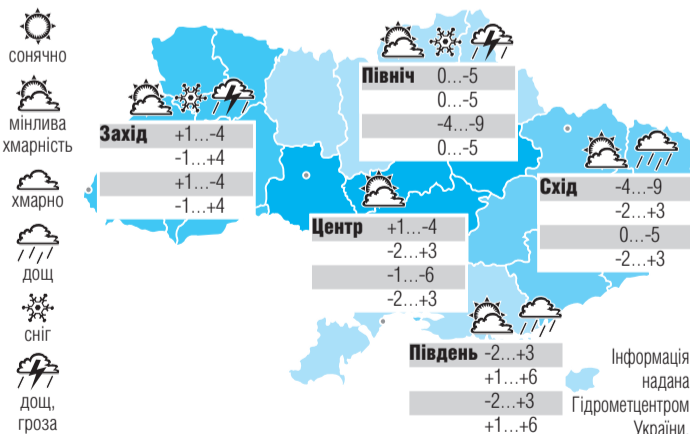 сонячно
мінлива
хмарність
хмарно
дощ
сніг
дощ,
гроза
Північ 0...-5
0...-5
-4...-9
0...-5
Захід +1...-4
-1...+4
+1...-4
-1...+4
Схід -4...-9
-2...+3
0...-5
-2...+3
Центр +1...-4
-2...+3
-1...-6
-2...+3
Південь -2...+3
+1...+6
-2...+3
+1...+6
Інформація
надана
Гідрометцентром
України